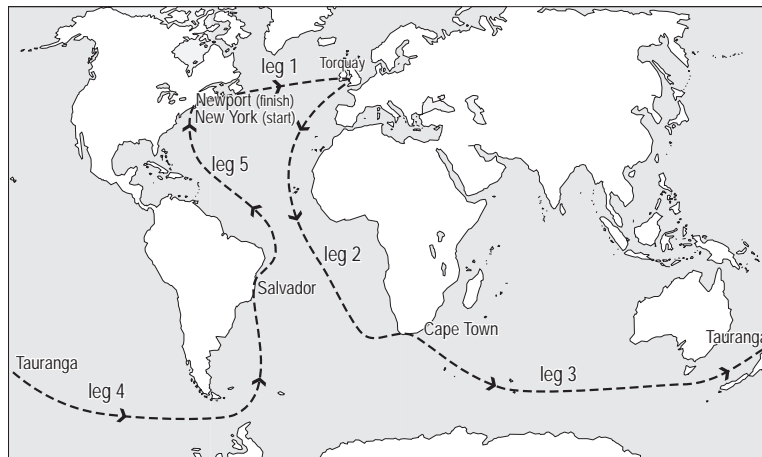 leg 1
Torquay
Newport (finish)
New York (start)
leg 5
leg 2
Salvador
Cape Town
Tauranga
Tauranga
leg 4
leg 3